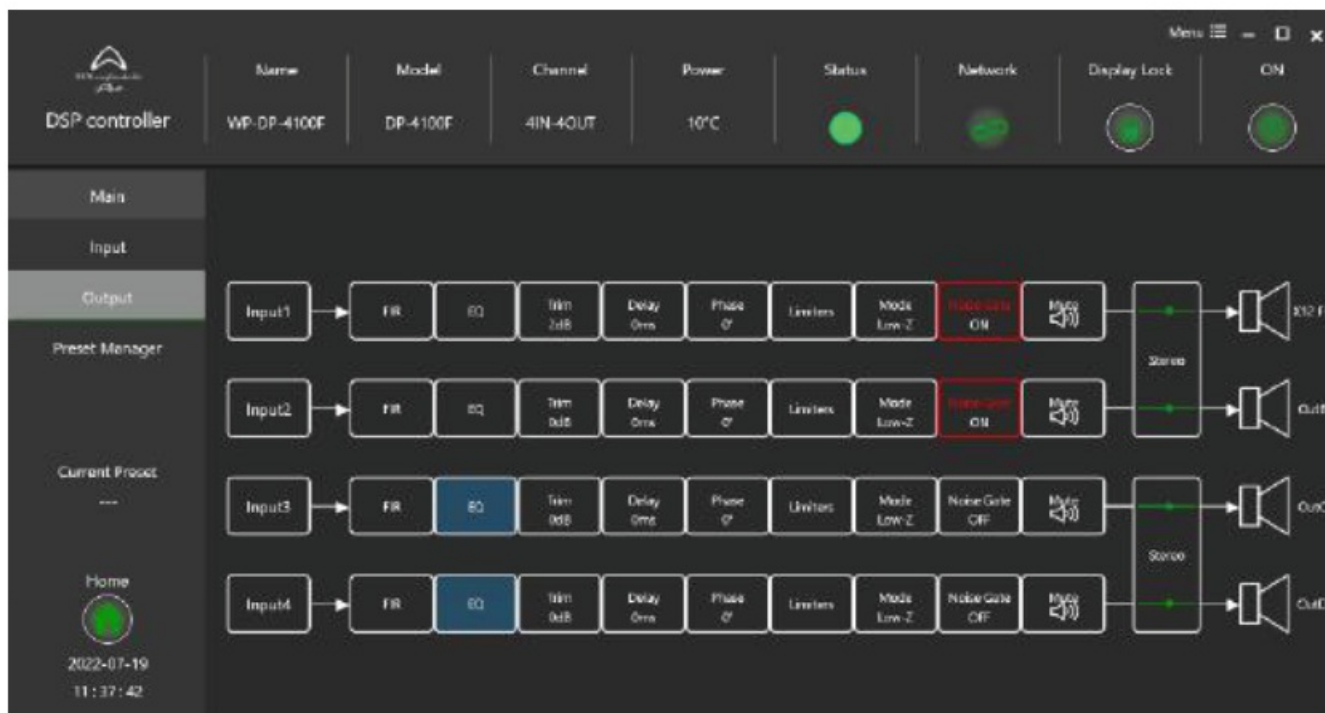 Menu
Name Model Channel Power Status Network Display Lock ON
DSP controller WP-DP-4100F DP-4100F 4IN-4OUT 10°C
Main
Input
Output
Preset Manager
Current Preset
---
Home
2022-07-19
11:37:42
Input1 FIR EQ Trim Delay Phase Limiters Mode Noise Gate Mute
2dB 0ms 0° Low-Z ON
Stereo
Input2 FIR EQ Trim Delay Phase Limiters Mode Noise Gate Mute
0dB 0ms 0° Low-Z ON
Input3 FIR EQ Trim Delay Phase Limiters Mode Noise Gate Mute
0dB 0ms 0° Low-Z OFF
Stereo
Input4 FIR EQ Trim Delay Phase Limiters Mode Noise Gate Mute
0dB 0ms 0° Low-Z OFF